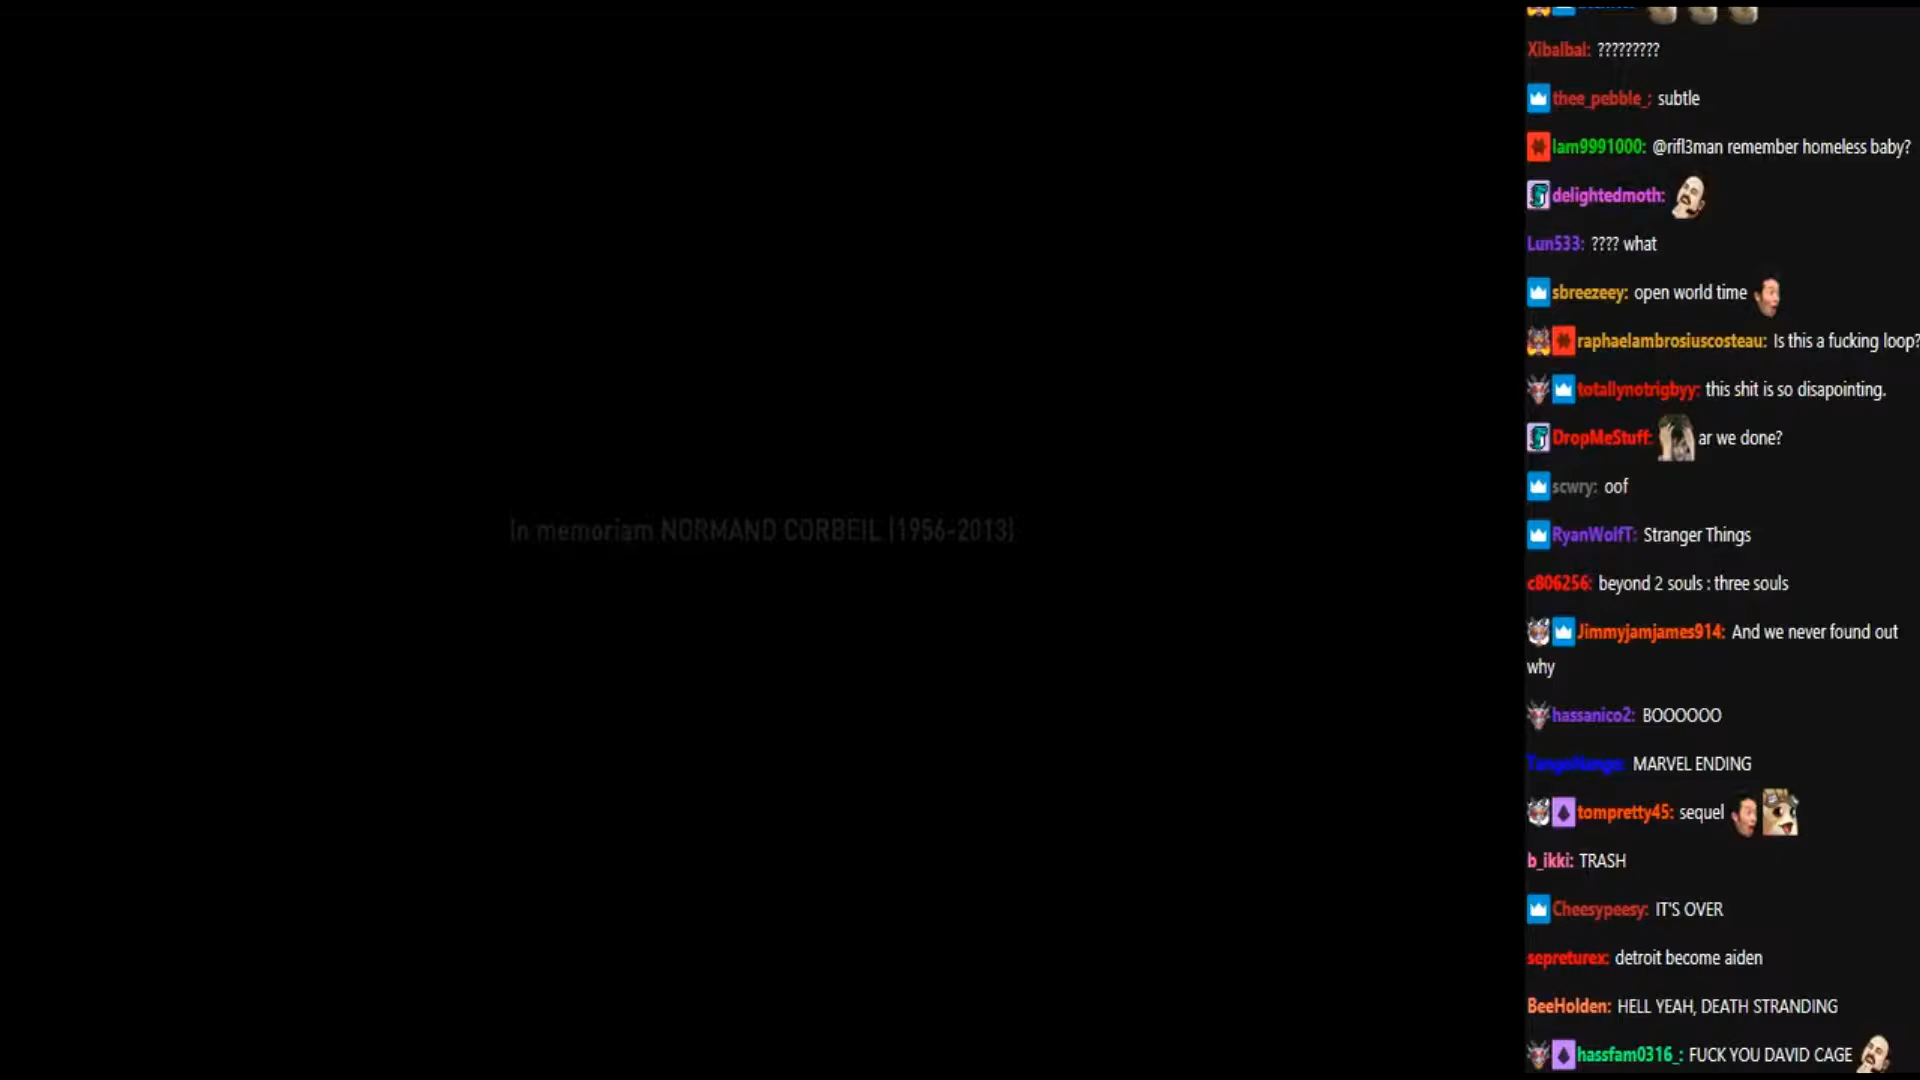 In memoriam NORMAND CORBEIL (1956-2013)
Xibalbal: ?????????
thee_pebble_: subtle
lam9991000: @rifl3man remember homeless baby?
delightedmoth:
Lun533: ???? what
sbreezeey: open world time
raphaelambrosiuscosteau: Is this a fucking loop?
totallynotrigbyy: this shit is so disapointing.
DropMeStuff: ar we done?
scwry: oof
RyanWolfT: Stranger Things
c806256: beyond 2 souls : three souls
Jimmyjamjames914: And we never found out
why
hassanico2: BOOOOOO
MARVEL ENDING
tompretty45: sequel
b_ikki: TRASH
Cheesypeesy: IT'S OVER
sepreturex: detroit become aiden
BeeHolden: HELL YEAH, DEATH STRANDING
hassfam0316_: FUCK YOU DAVID CAGE